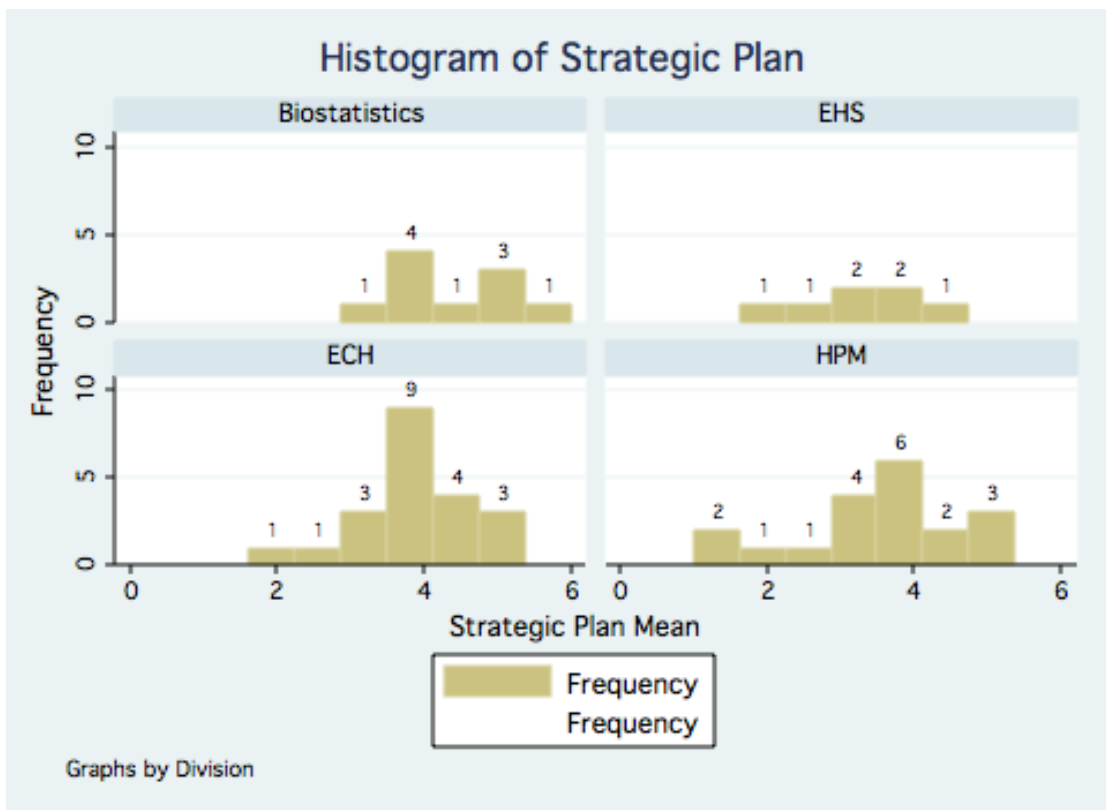 Histogram of Strategic Plan
Biostatistics
EHS
10
5
0
1
4
1
3
1
1
1
2
2
1
Frequency
ECH
HPM
10
5
0
1
1
3
9
4
3
2
1
1
4
6
2
3
0 2 4 6
0 2 4 6
Strategic Plan Mean
Frequency
Frequency
Graphs by Division